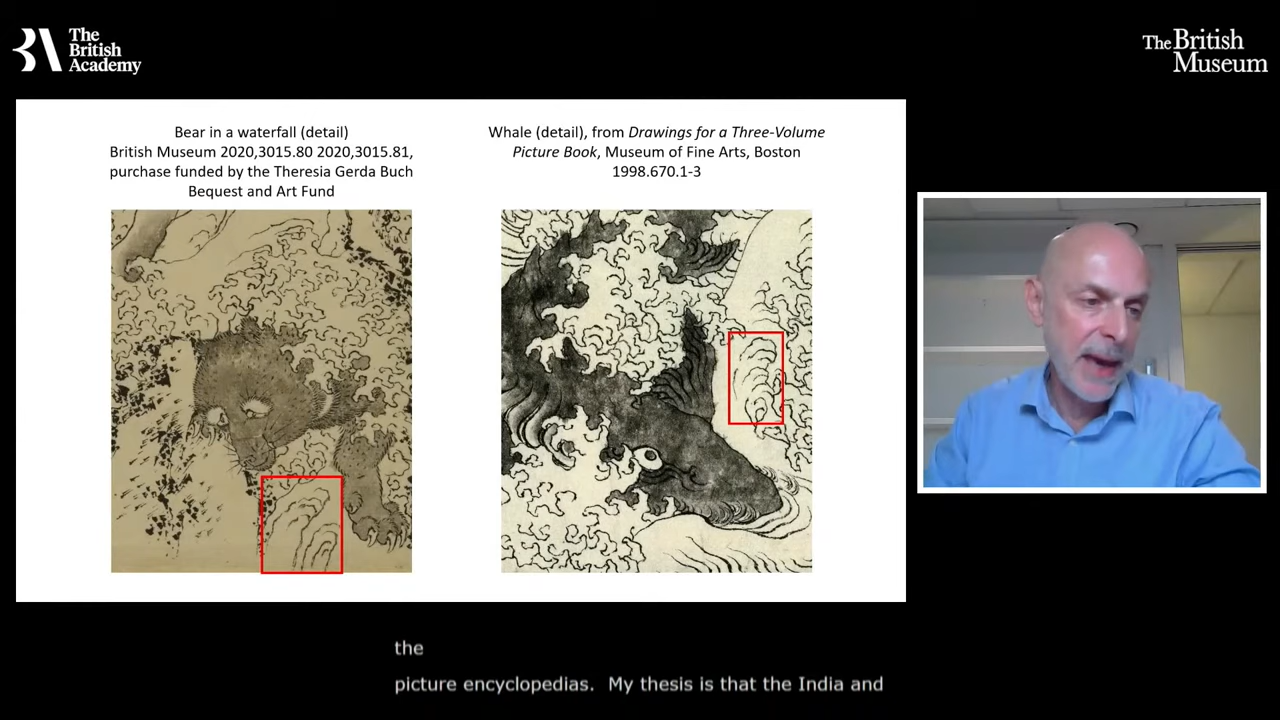 The
British
Academy
The British
Museum
Bear in a waterfall (detail)
British Museum 2020,3015.80 2020,3015.81,
purchase funded by the Theresia Gerda Buch
Bequest and Art Fund
Whale (detail), from Drawings for a Three-Volume
Picture Book, Museum of Fine Arts, Boston
1998.670.1-3
the
picture encyclopedias.  My thesis is that the India and